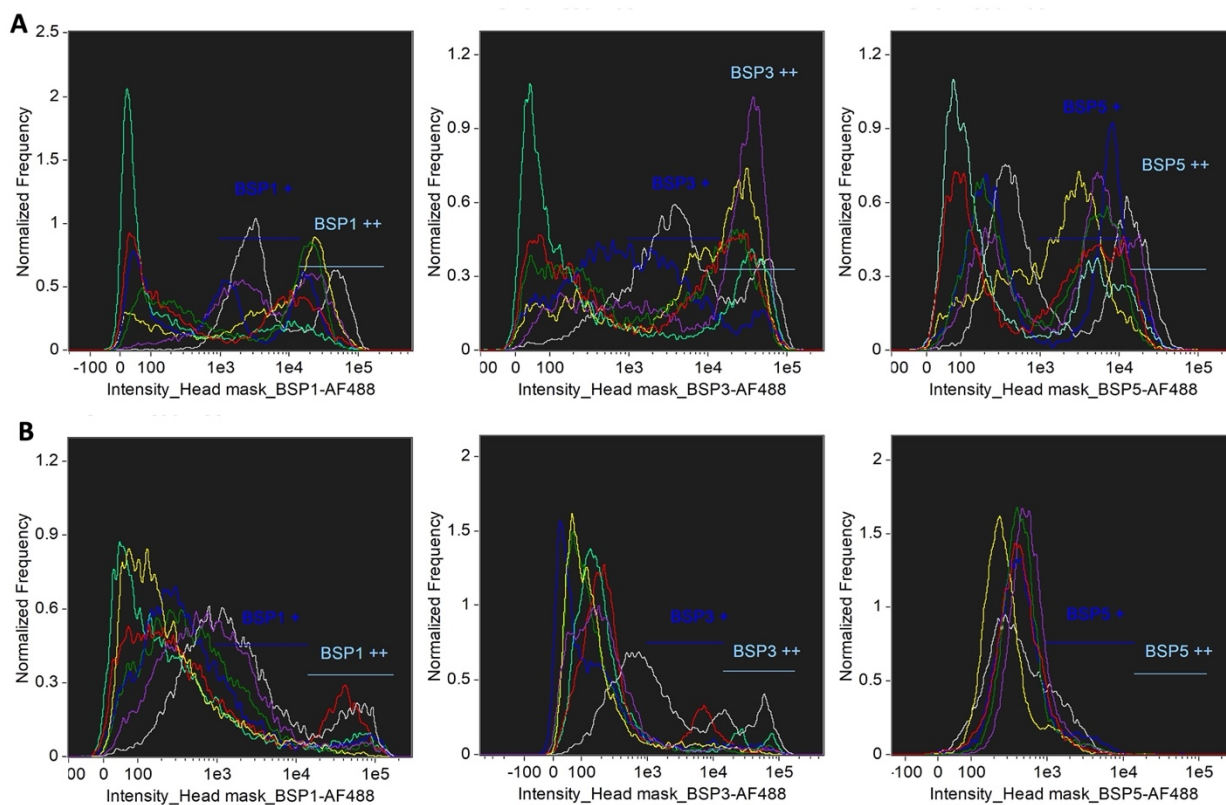 A
2.5
2
1.5
1
0.5
0
Normalized Frequency
BSP1 +
BSP1 ++
-100 0 100 1e3 1e4 1e5
Intensity_Head mask_BSP1-AF488
1.2
0.9
0.6
0.3
0
Normalized Frequency
BSP3 ++
BSP3 +
00 0 100 1e3 1e4 1e5
Intensity_Head mask_BSP3-AF488
1.2
0.9
0.6
0.3
0
Normalized Frequency
BSP5 +
BSP5 ++
00 0 100 1e3 1e4 1e5
Intensity_Head mask_BSP5-AF488
B
1.2
0.9
0.6
0.3
0
Normalized Frequency
BSP1 +
BSP1 ++
00 0 100 1e3 1e4 1e5
Intensity_Head mask_BSP1-AF488
2
1.5
1
0.5
0
Normalized Frequency
BSP3 +
BSP3 ++
-100 0 100 1e3 1e4 1e5
Intensity_Head mask_BSP3-AF488
2
1.5
1
0.5
0
Normalized Frequency
BSP5 +
BSP5 ++
-100 0 100 1e3 1e4 1e5
Intensity_Head mask_BSP5-AF488